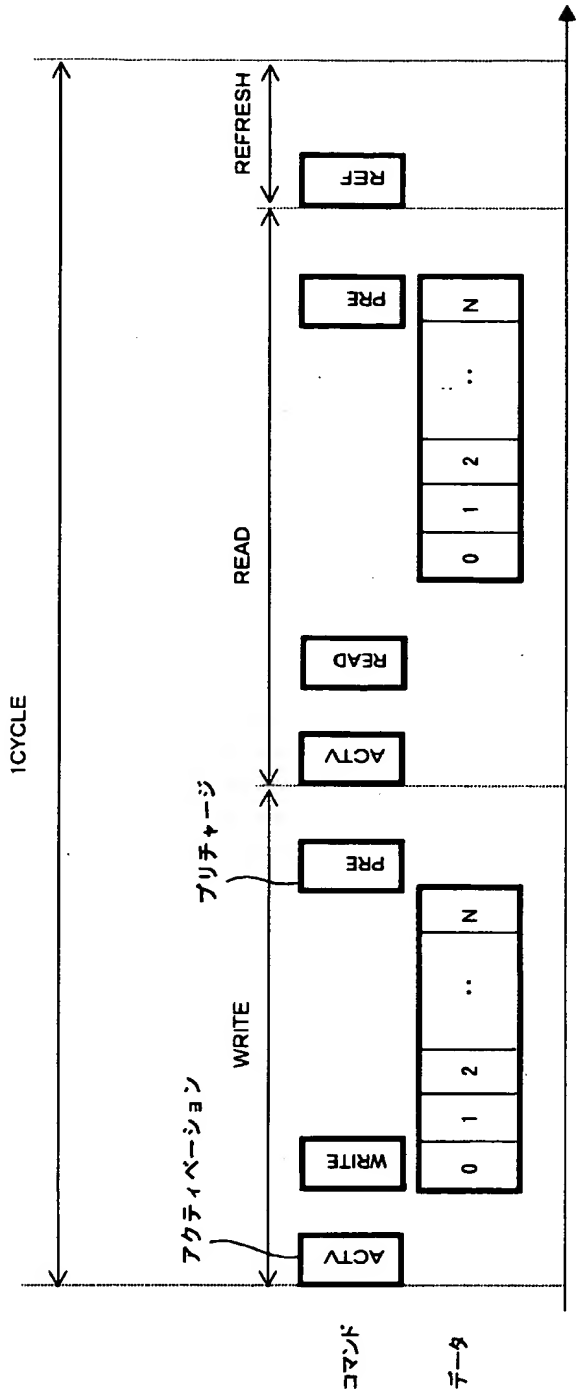 1CYCLE
WRITE
READ
REFRESH
アクティベーション
プリチャージ
コマンド
ACTV
WRITE
PRE
ACTV
READ
PRE
REF
データ
0 1 2 ‥ N
0 1 2 ‥ N